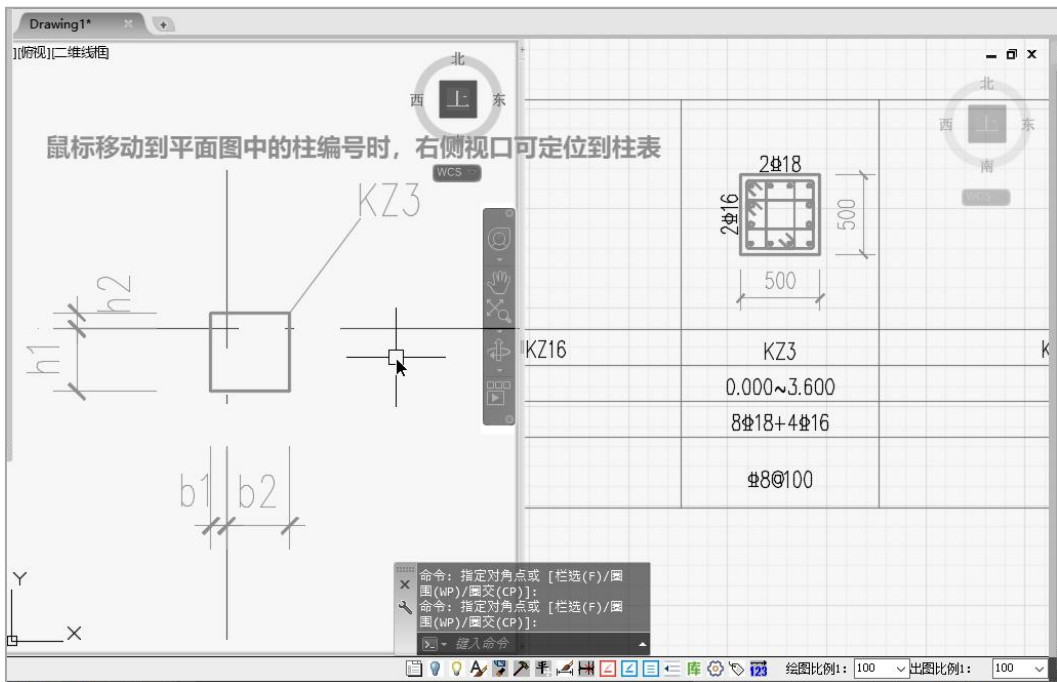 Drawing1*
][俯视][二维线框]
北
西 上 东
WCS
鼠标移动到平面图中的柱编号时，右侧视口可定位到柱表
KZ3
h2
h1
b1 b2
Y
X
北
西 上 东
南
WCS
2⌽18
2⌽16
500
500
KZ16 KZ3 K
0.000~3.600
8⌽18+4⌽16
⌽8@100
命令: 指定对角点或 [栏选(F)/圈
围(WP)/圈交(CP)]:
命令: 指定对角点或 [栏选(F)/圈
围(WP)/圈交(CP)]:
键入命令
库 123 绘图比例1: 100 出图比例1: 100